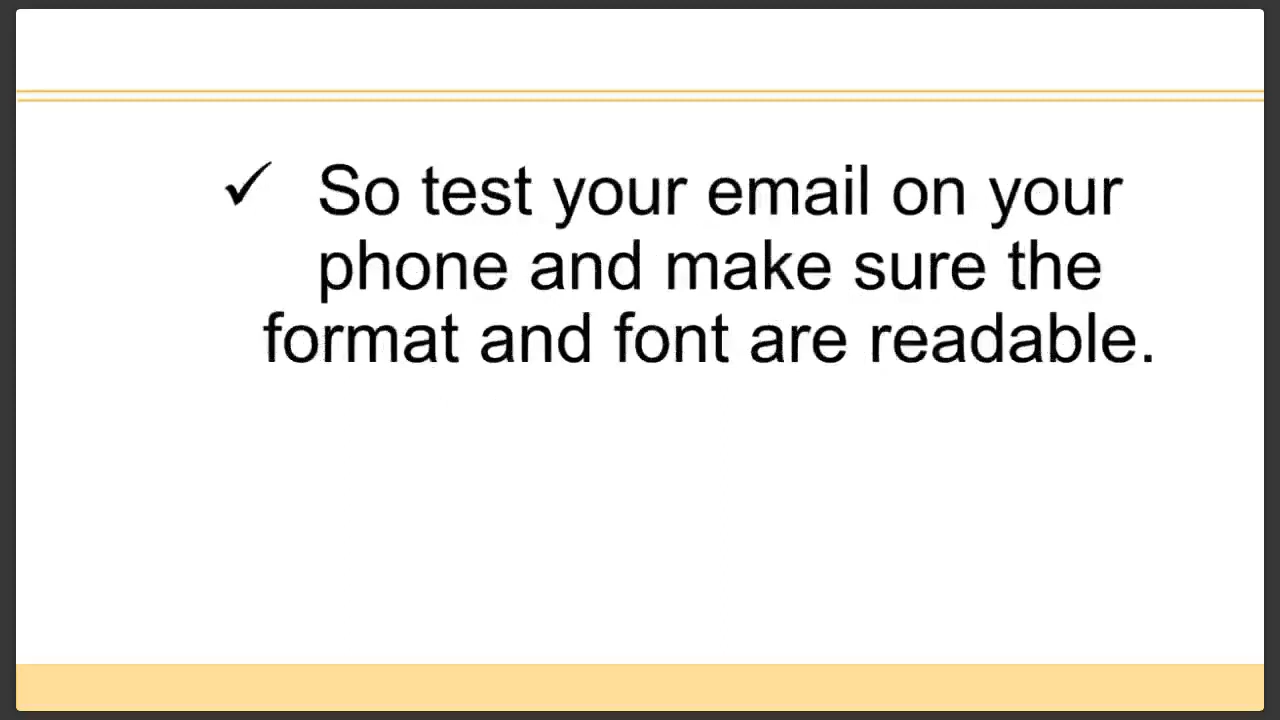 ✓ So test your email on your
phone and make sure the
format and font are readable.